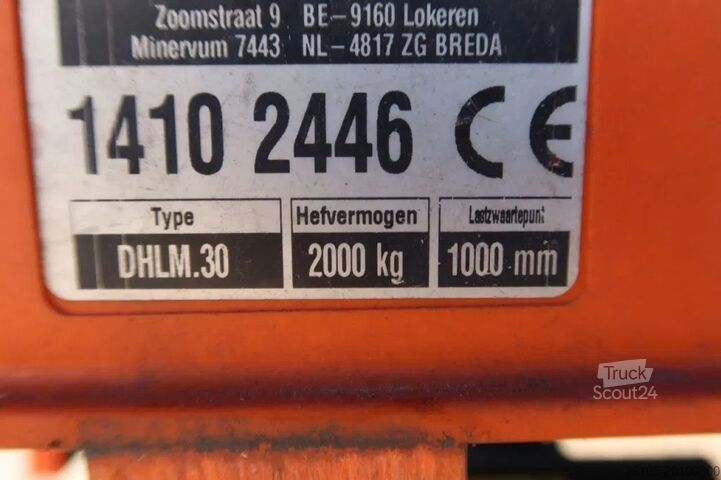 Zoomstraat 9 BE-9160 Lokeren
Minervum 7443 NL-4817 ZG BREDA
1410 2446 CE
Type Hefvermogen Lastzwaartepunt
DHLM.30 2000 kg 1000 mm
Truck
Scout24